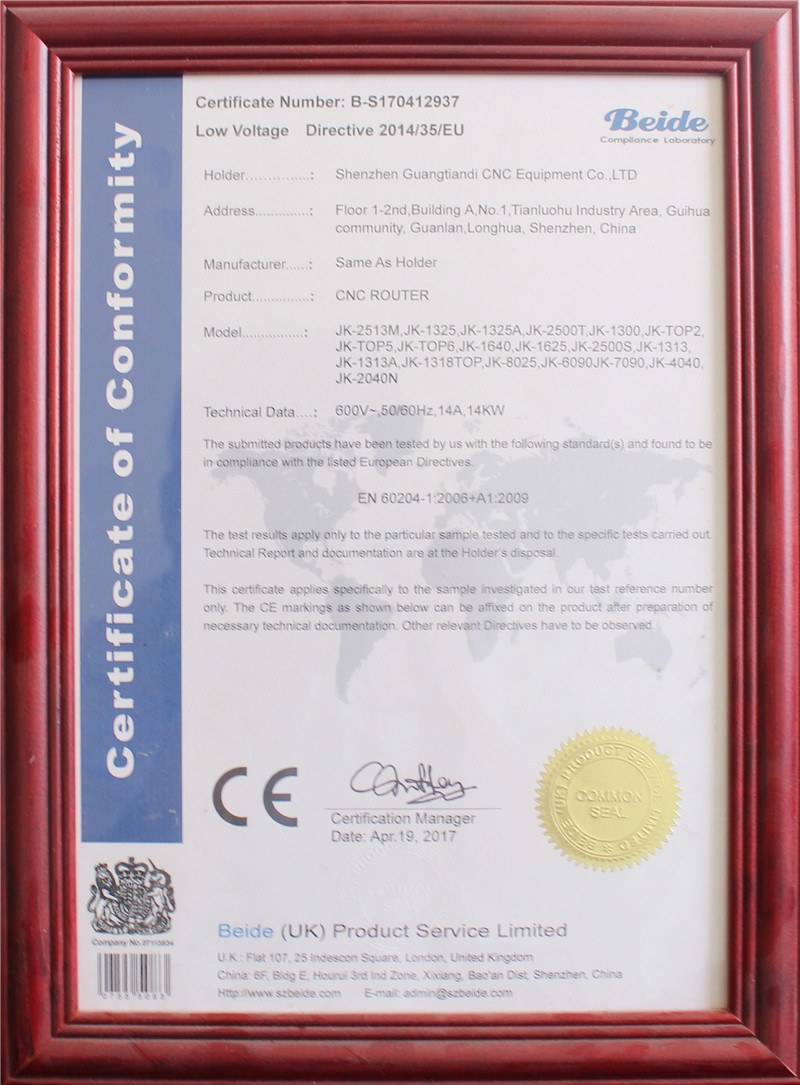 Certificate of Conformity
Certificate Number: B-S170412937
Low Voltage Directive 2014/35/EU
Beide
Compliance Laboratory
Holder...............: Shenzhen Guangtiandi CNC Equipment Co.,LTD
Address.............: Floor 1-2nd,Building A,No.1,Tianluohu Industry Area, Guihua
community, Guanlan,Longhua, Shenzhen, China
Manufacturer......: Same As Holder
Product..............: CNC ROUTER
Model...............: JK-2513M,JK-1325,JK-1325A,JK-2500T,JK-1300,JK-TOP2,
JK-TOP5,JK-TOP6,JK-1640,JK-1625,JK-2500S,JK-1313,
JK-1313A,JK-1318TOP,JK-8025,JK-6090JK-7090,JK-4040,
JK-2040N
Technical Data....: 600V~,50/60Hz,14A,14KW
The submitted products have been tested by us with the following standard(s) and found to be
in compliance with the listed European Directives.
EN 60204-1:2006+A1:2009
The test results apply only to the particular sample tested and to the specific tests carried out.
Technical Report and documentation are at the Holder's disposal.
This certificate applies specifically to the sample investigated in our test reference number
only. The CE markings as shown below can be affixed on the product after preparation of
necessary technical documentation. Other relevant Directives have to be observed.
CE
Certification Manager
Date: Apr.19, 2017
BEIDE (UK) PRODUCT SERVICE LIMITED
COMMON
SEAL
Beide (UK) Product Service Limited
U.K.: Flat 107, 25 Indescon Square, London, United Kingdom
China: 6F, Bldg E, Hourui 3rd Ind Zone, Xixiang, Bao'an Dist, Shenzhen, China
Http://www.szbeide.com E-mail: admin@szbeide.com
Company No.07113934